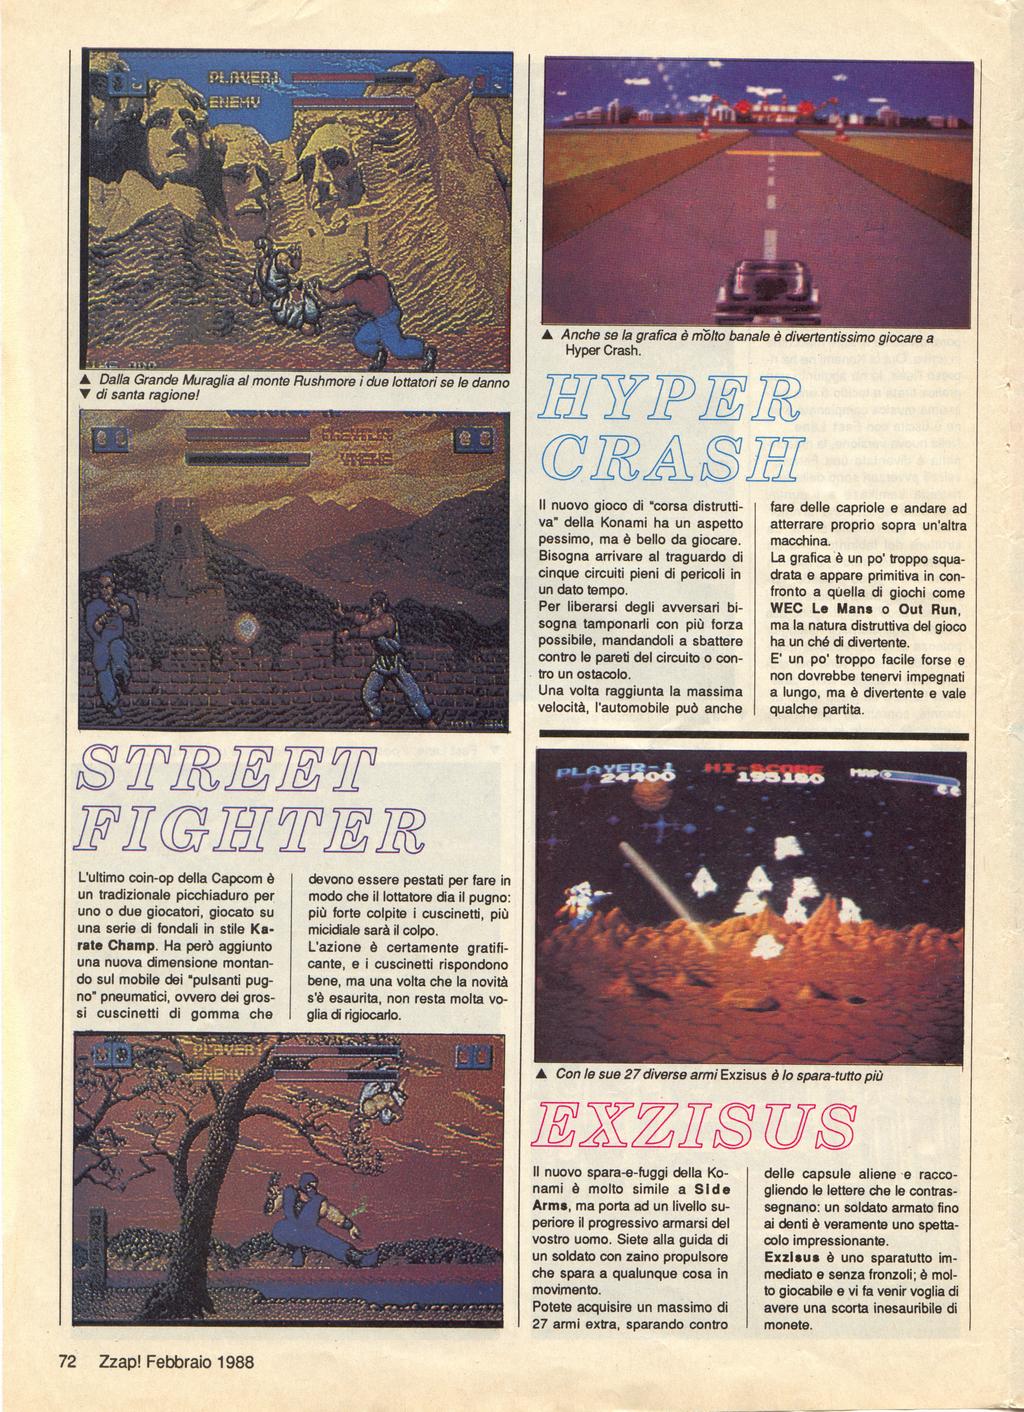 PLAYER1
ENEMY
▲ Dalla Grande Muraglia al monte Rushmore i due lottatori se le danno
▼ di santa ragione!
STREET
FIGHTER
L'ultimo coin-op della Capcom è
un tradizionale picchiaduro per
uno o due giocatori, giocato su
una serie di fondali in stile Ka-
rate Champ. Ha però aggiunto
una nuova dimensione montan-
do sul mobile dei "pulsanti pug-
no" pneumatici, ovvero dei gros-
si cuscinetti di gomma che
devono essere pestati per fare in
modo che il lottatore dia il pugno:
più forte colpite i cuscinetti, più
micidiale sarà il colpo.
L'azione è certamente gratifi-
cante, e i cuscinetti rispondono
bene, ma una volta che la novità
s'è esaurita, non resta molta vo-
glia di rigiocarlo.
PLAYER1
ENEMY
▲ Anche se la grafica è molto banale è divertentissimo giocare a
Hyper Crash.
HYPER
CRASH
Il nuovo gioco di "corsa distrutti-
va" della Konami ha un aspetto
pessimo, ma è bello da giocare.
Bisogna arrivare al traguardo di
cinque circuiti pieni di pericoli in
un dato tempo.
Per liberarsi degli avversari bi-
sogna tamponarli con più forza
possibile, mandandoli a sbattere
contro le pareti del circuito o con-
tro un ostacolo.
Una volta raggiunta la massima
velocità, l'automobile può anche
fare delle capriole e andare ad
atterrare proprio sopra un'altra
macchina.
La grafica è un po' troppo squa-
drata e appare primitiva in con-
fronto a quella di giochi come
WEC Le Mans o Out Run,
ma la natura distruttiva del gioco
ha un ché di divertente.
E' un po' troppo facile forse e
non dovrebbe tenervi impegnati
a lungo, ma è divertente e vale
qualche partita.
PLAYER-1 HI-SCORE MAP
24400 195180
▲ Con le sue 27 diverse armi Exzisus è lo spara-tutto più
EXZISUS
Il nuovo spara-e-fuggi della Ko-
nami è molto simile a Side
Arms, ma porta ad un livello su-
periore il progressivo armarsi del
vostro uomo. Siete alla guida di
un soldato con zaino propulsore
che spara a qualunque cosa in
movimento.
Potete acquisire un massimo di
27 armi extra, sparando contro
delle capsule aliene e racco-
gliendo le lettere che le contras-
segnano: un soldato armato fino
ai denti è veramente uno spetta-
colo impressionante.
Exzisus è uno sparatutto im-
mediato e senza fronzoli; è mol-
to giocabile e vi fa venir voglia di
avere una scorta inesauribile di
monete.
72 Zzap! Febbraio 1988